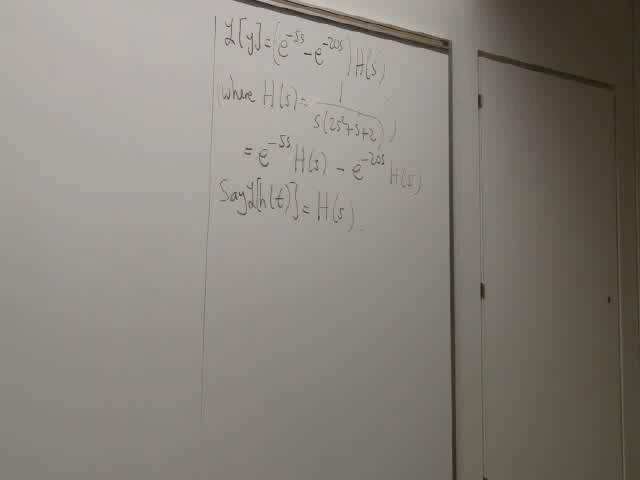 ℒ[y] = (e^{-5s} - e^{-20s}) H(s)
(where H(s) = 1/(s(2s²+s+2)))
= e^{-5s} H(s) - e^{-20s} H(s)
Say ℒ[h(t)] = H(s).